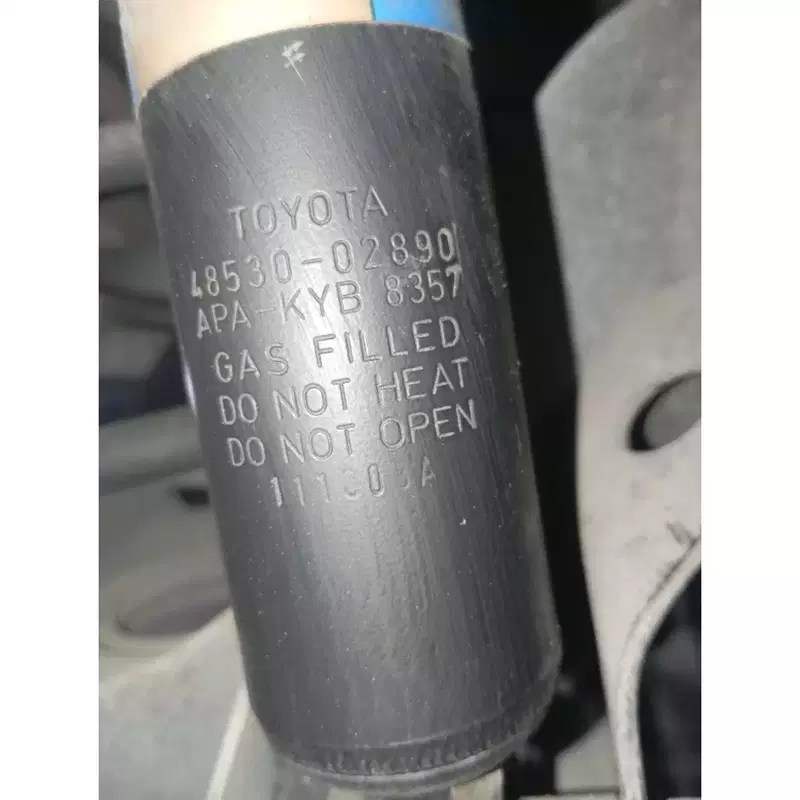 F
TOYOTA
48530-02890
APA-KYB 8357
GAS FILLED
DO NOT HEAT
DO NOT OPEN